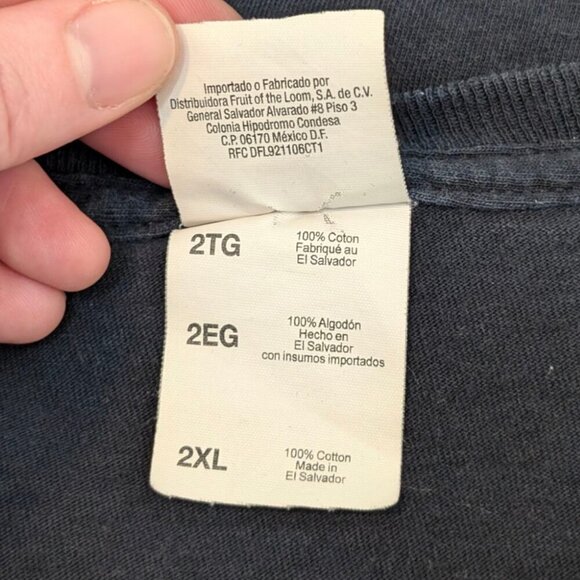 Importado o Fabricado por
Distribuidora Fruit of the Loom, S.A. de C.V.
General Salvador Alvarado #8 Piso 3
Colonia Hipodromo Condesa
C.P. 06170 México D.F.
RFC DFL921106CT1
2TG
100% Coton
Fabriqué au
El Salvador
2EG
100% Algodón
Hecho en
El Salvador
con insumos importados
2XL
100% Cotton
Made in
El Salvador